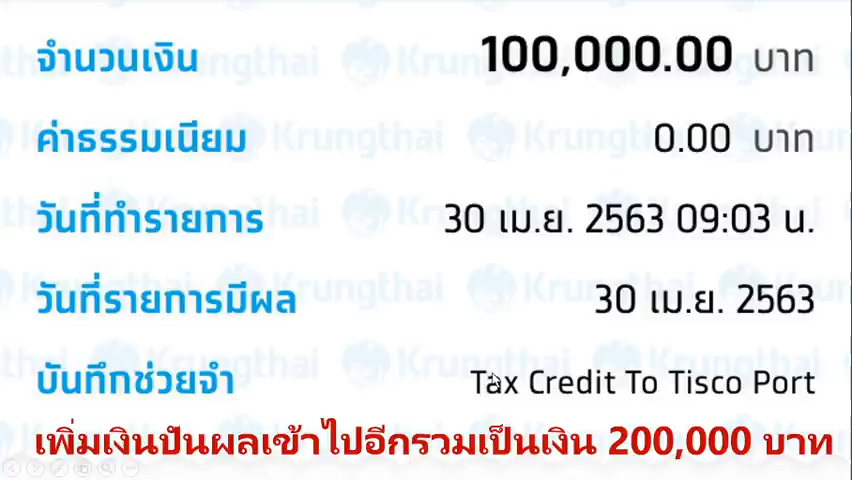 จำนวนเงิน 100,000.00 บาท
ค่าธรรมเนียม 0.00 บาท
วันที่ทำรายการ 30 เม.ย. 2563 09:03 น.
วันที่รายการมีผล 30 เม.ย. 2563
บันทึกช่วยจำ Tax Credit To Tisco Port
เพิ่มเงินปันผลเข้าไปอีกรวมเป็นเงิน 200,000 บาท